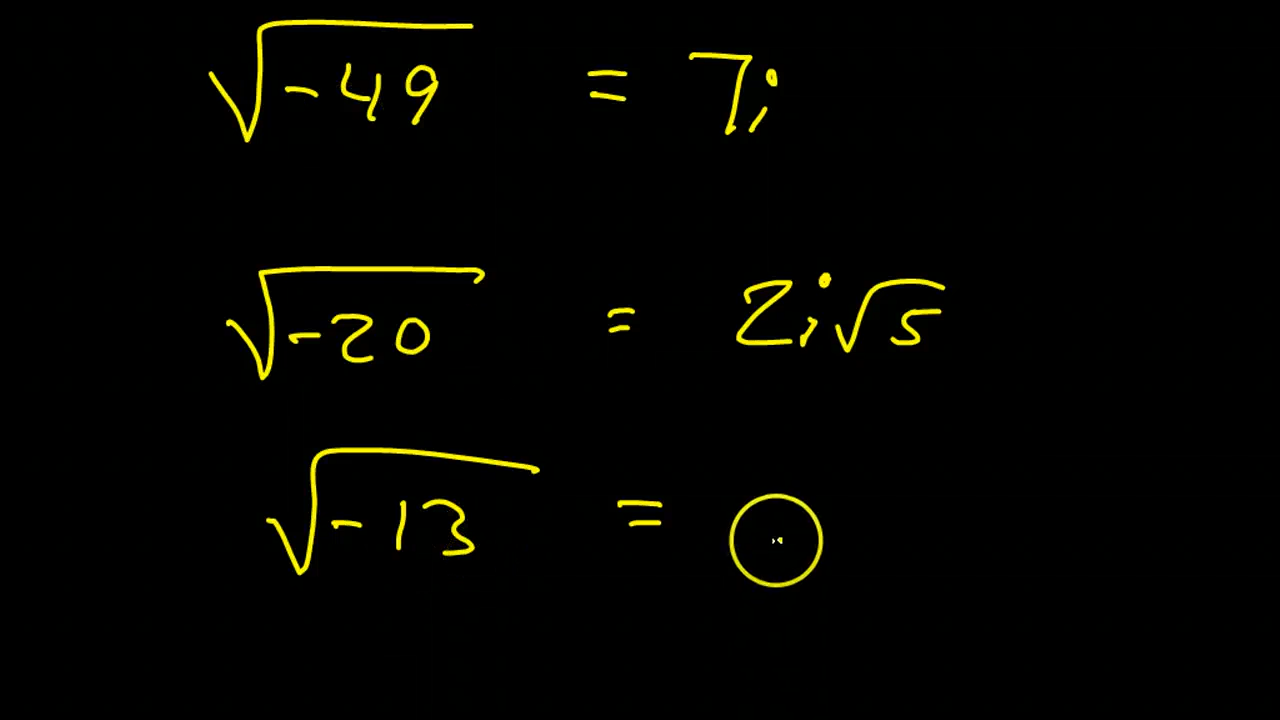 √-49 = 7i
√-20 = 2i√5
√-13 =